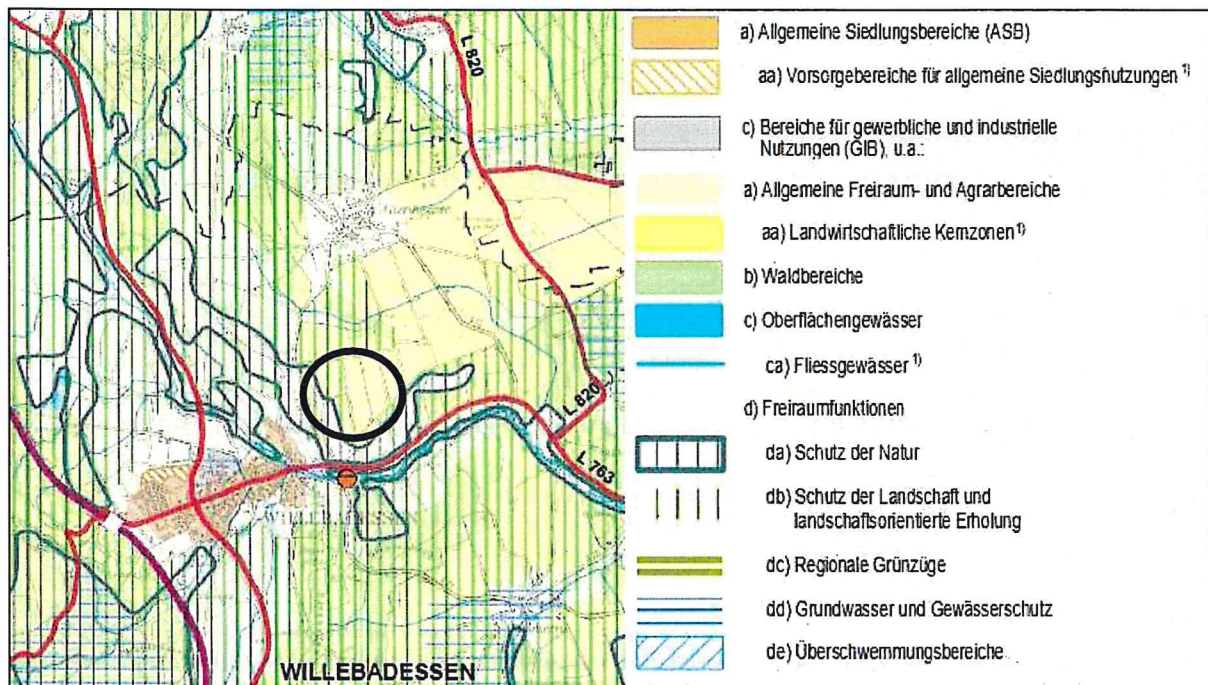 L 820
L 820
L 763
WILLEBADESSEN
a) Allgemeine Siedlungsbereiche (ASB)
aa) Vorsorgebereiche für allgemeine Siedlungsnutzungen 1)
c) Bereiche für gewerbliche und industrielle
Nutzungen (GIB), u.a.:
a) Allgemeine Freiraum- und Agrarbereiche
aa) Landwirtschaftliche Kernzonen 1)
b) Waldbereiche
c) Oberflächengewässer
ca) Fliessgewässer 1)
d) Freiraumfunktionen
da) Schutz der Natur
db) Schutz der Landschaft und
landschaftsorientierte Erholung
dc) Regionale Grünzüge
dd) Grundwasser und Gewässerschutz
de) Überschwemmungsbereiche